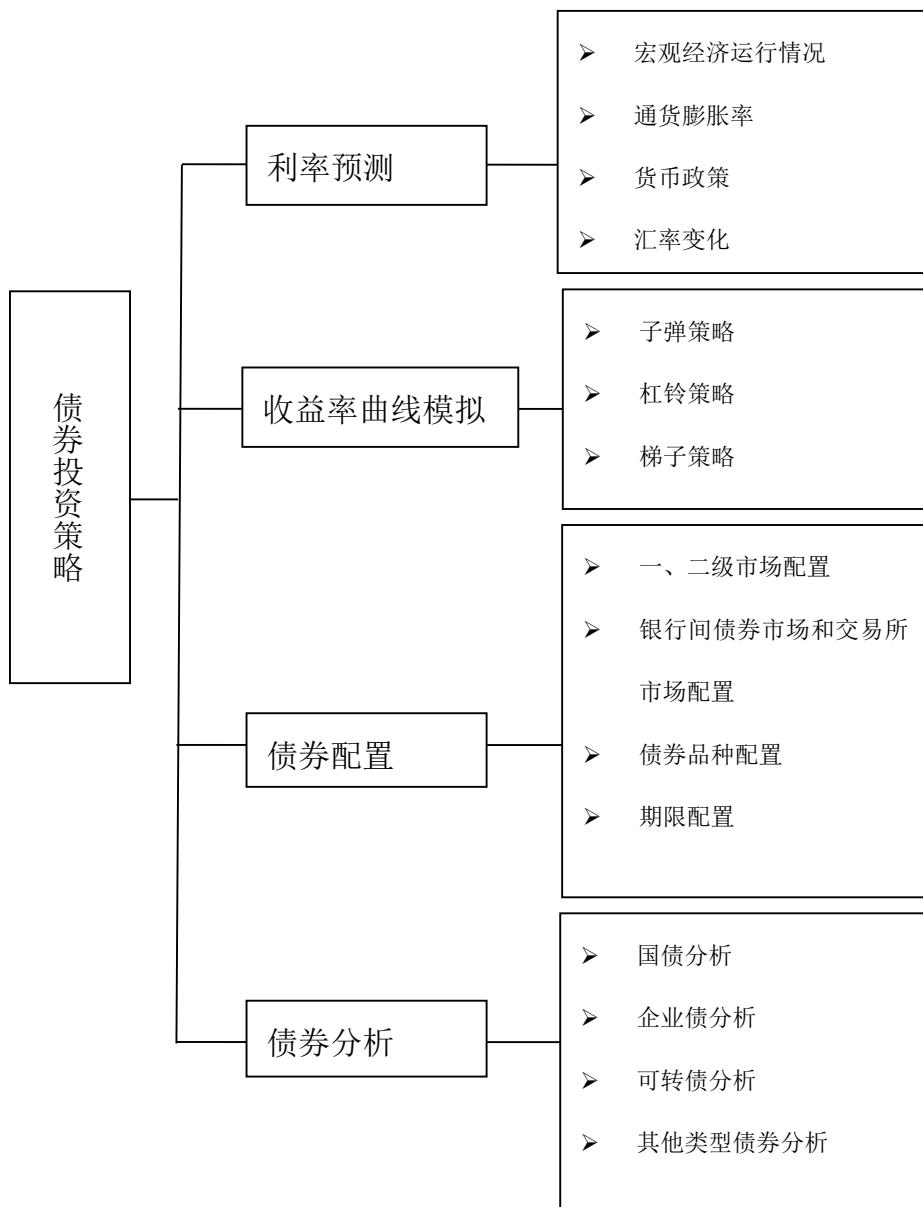 债券投资策略
利率预测
➢ 宏观经济运行情况
➢ 通货膨胀率
➢ 货币政策
➢ 汇率变化
收益率曲线模拟
➢ 子弹策略
➢ 杠铃策略
➢ 梯子策略
债券配置
➢ 一、二级市场配置
➢ 银行间债券市场和交易所
市场配置
➢ 债券品种配置
➢ 期限配置
债券分析
➢ 国债分析
➢ 企业债分析
➢ 可转债分析
➢ 其他类型债券分析